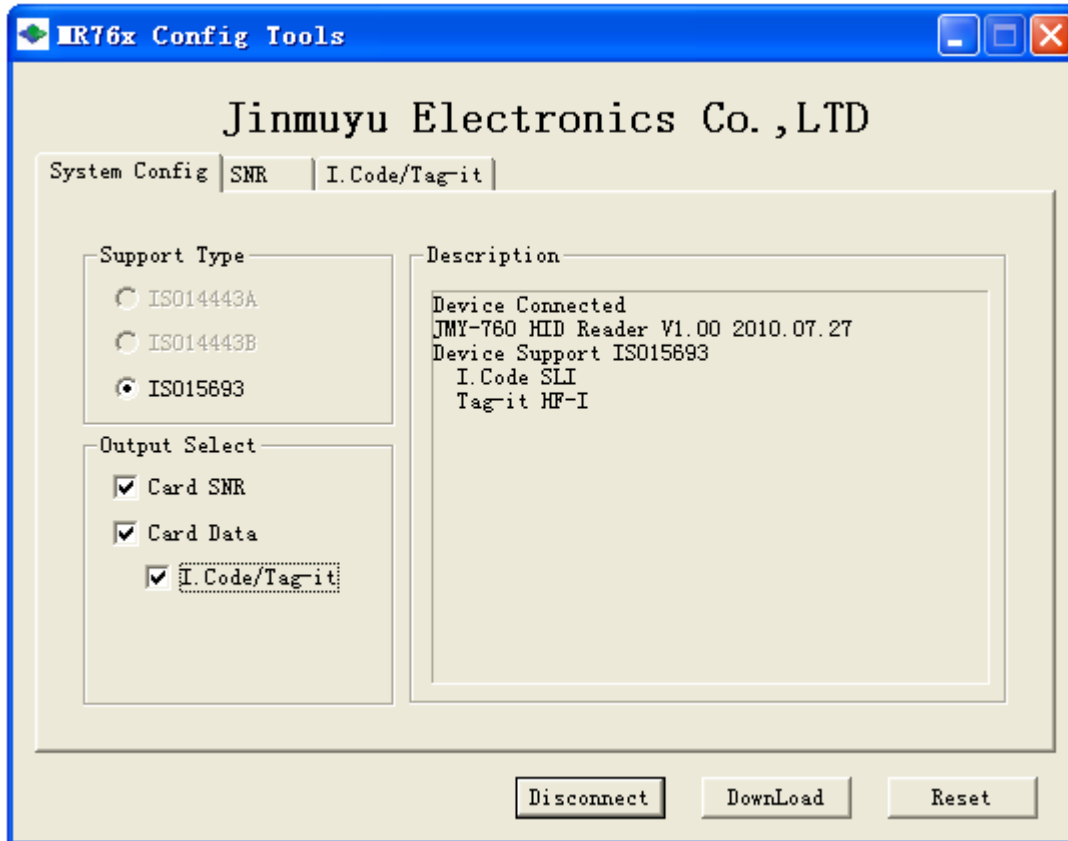 MR76x Config Tools
Jinmuyu Electronics Co.,LTD
System Config SNR I.Code/Tag-it
Support Type
ISO14443A
ISO14443B
ISO15693
Output Select
Card SNR
Card Data
I.Code/Tag-it
Description
Device Connected
JMY-760 HID Reader V1.00 2010.07.27
Device Support ISO15693
I.Code SLI
Tag-it HF-I
Disconnect DownLoad Reset